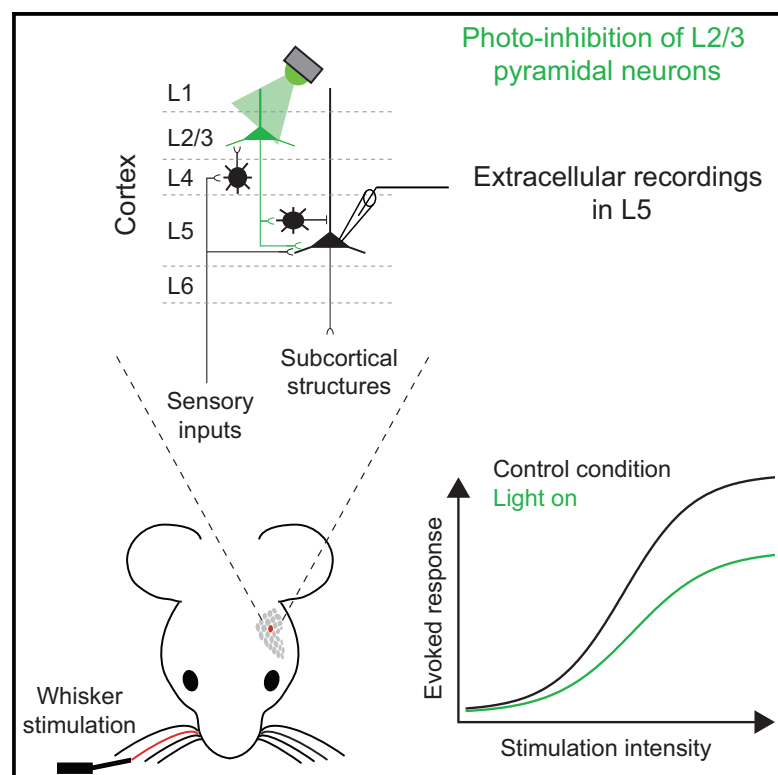 Photo-inhibition of L2/3
pyramidal neurons
L1
L2/3
L4
L5
L6
Cortex
Extracellular recordings
in L5
Subcortical
structures
Sensory
inputs
Control condition
Light on
Evoked response
Stimulation intensity
Whisker
stimulation